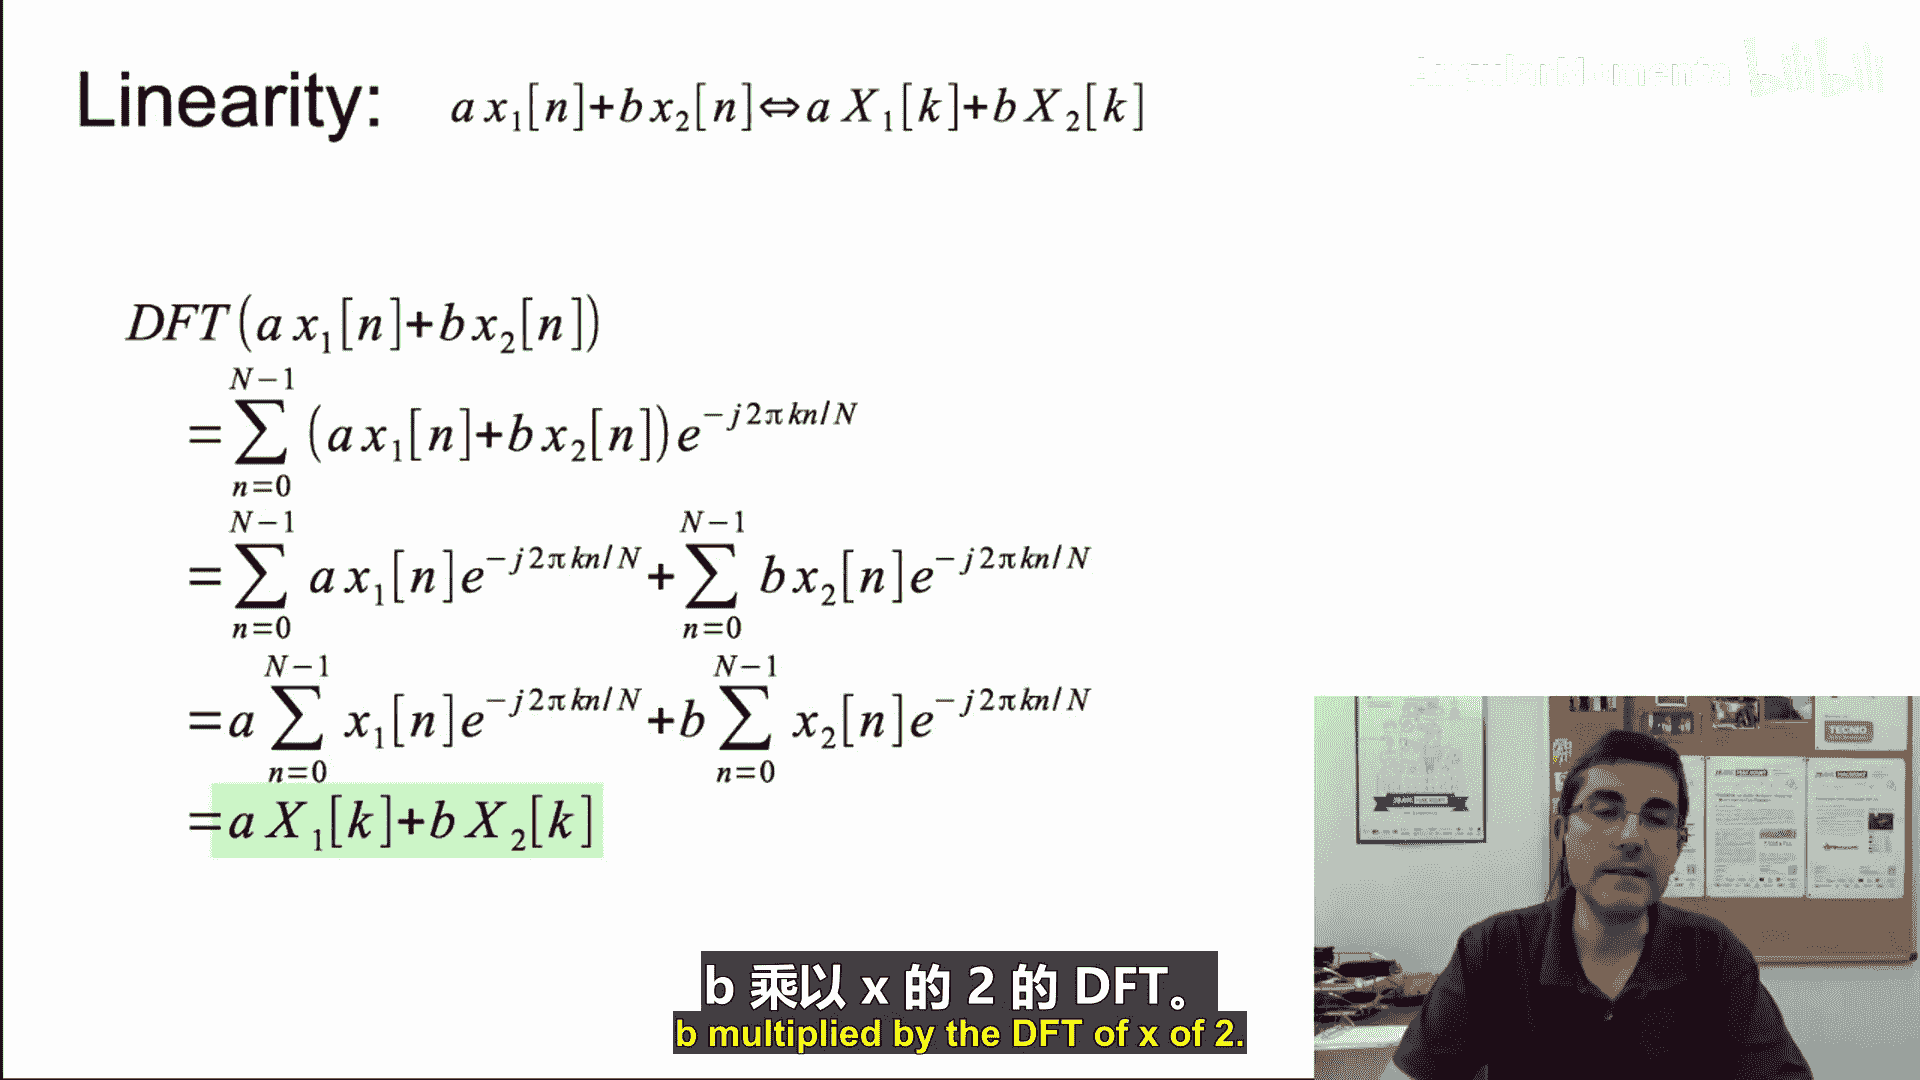 Linearity: a x₁[n]+b x₂[n]⇔a X₁[k]+b X₂[k]
bilibili
DFT(a x₁[n]+b x₂[n])
=∑_{n=0}^{N−1} (a x₁[n]+b x₂[n])e^{−j2πkn/N}
=∑_{n=0}^{N−1} a x₁[n]e^{−j2πkn/N}+∑_{n=0}^{N−1} b x₂[n]e^{−j2πkn/N}
=a∑_{n=0}^{N−1} x₁[n]e^{−j2πkn/N}+b∑_{n=0}^{N−1} x₂[n]e^{−j2πkn/N}
=a X₁[k]+b X₂[k]
TECNIO
b 乘以 x 的 2 的 DFT。
b multiplied by the DFT of x of 2.